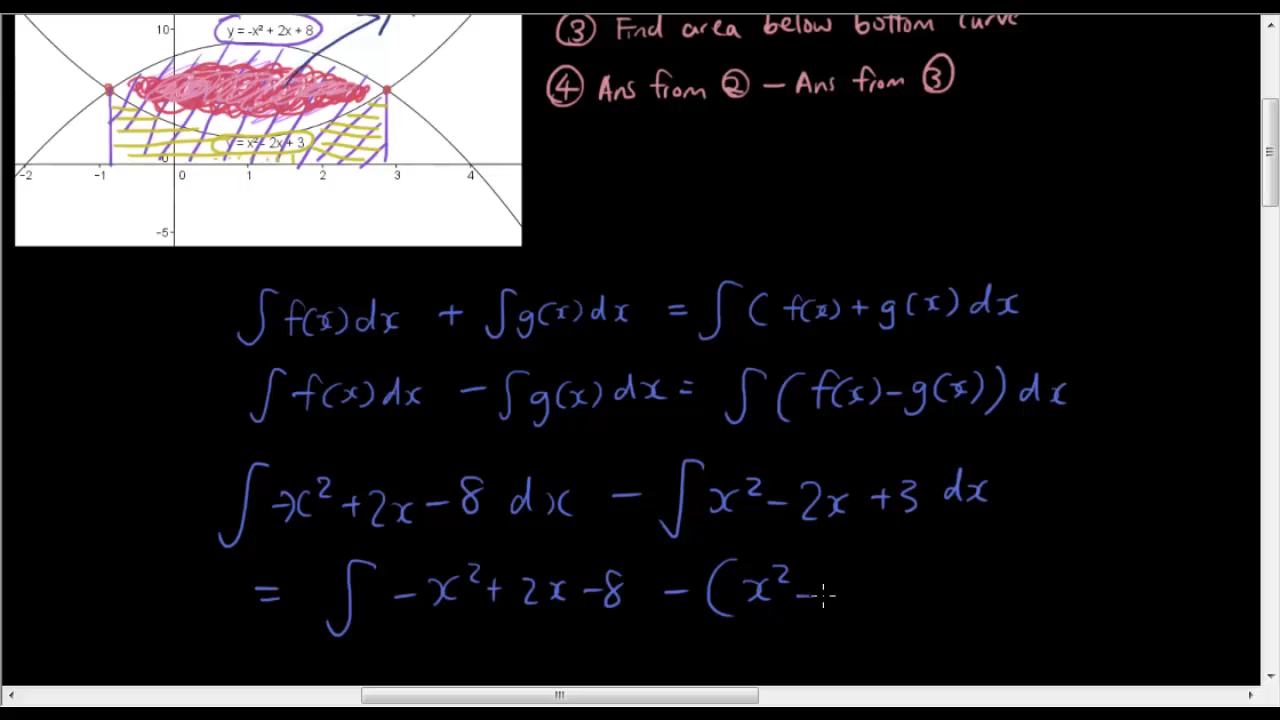 ③ Find area below bottom curve
④ Ans from ② – Ans from ③
10
y = -x² + 2x + 8
y = x² - 2x + 3
-2 -1 0 1 2 3 4
-5
∫ f(x) dx + ∫ g(x) dx = ∫ ( f(x) + g(x) dx
∫ f(x) dx - ∫ g(x) dx = ∫ ( f(x) - g(x)) dx
∫ -x² + 2x - 8 dx - ∫ x² - 2x + 3 dx
= ∫ - x² + 2x - 8 - ( x² -